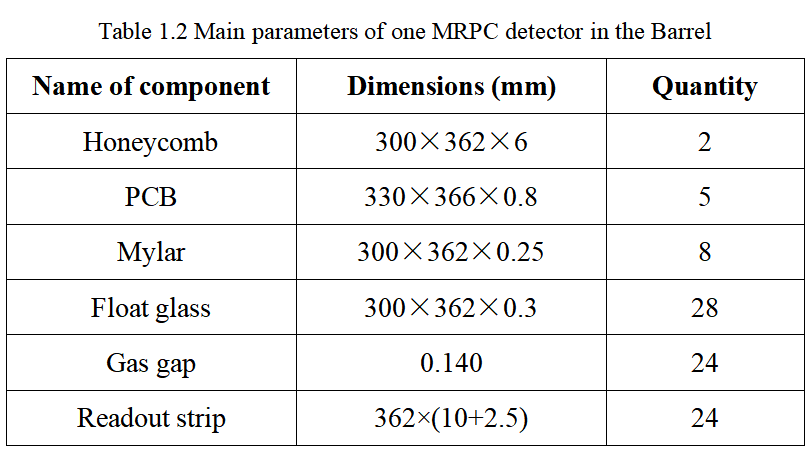 Table 1.2 Main parameters of one MRPC detector in the Barrel
Name of component Dimensions (mm) Quantity
Honeycomb 300×362×6 2
PCB 330×366×0.8 5
Mylar 300×362×0.25 8
Float glass 300×362×0.3 28
Gas gap 0.140 24
Readout strip 362×(10+2.5) 24